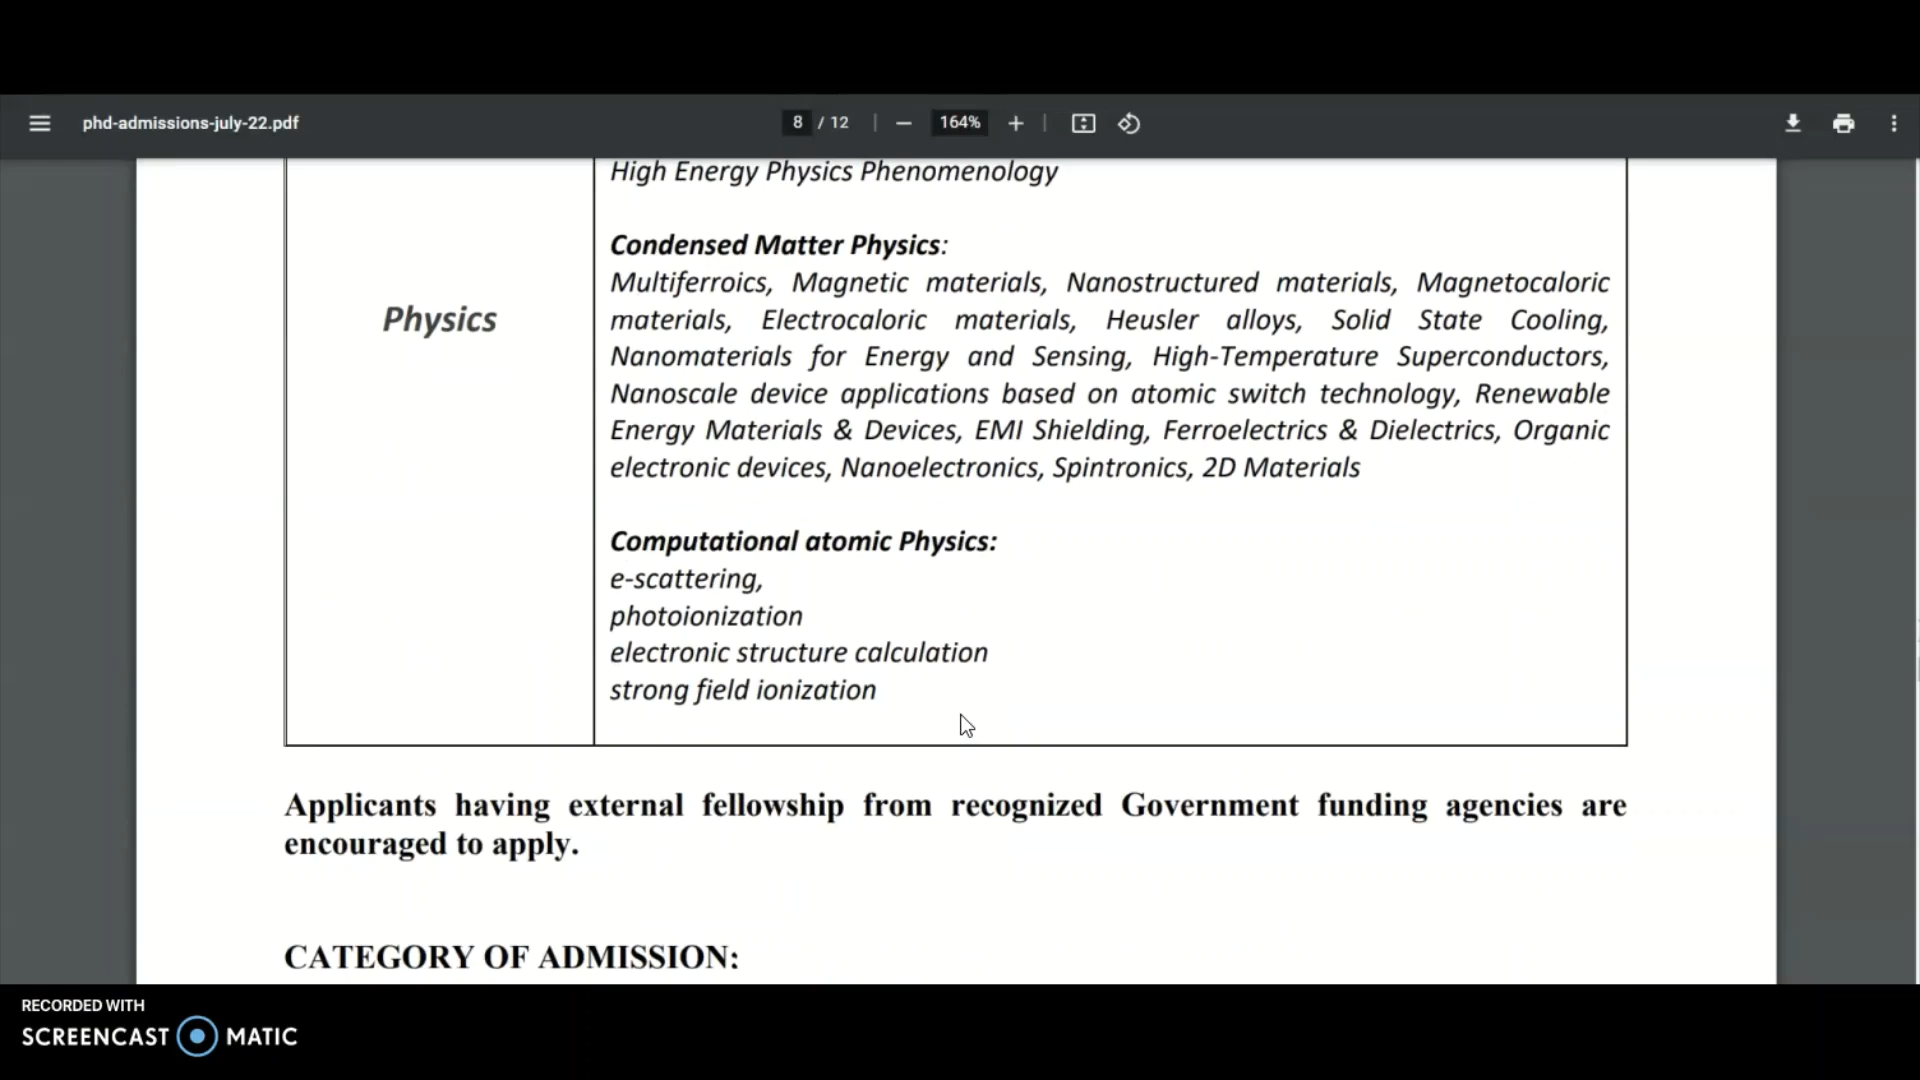 phd-admissions-july-22.pdf
8 / 12
164%
High Energy Physics Phenomenology
Condensed Matter Physics:
Multiferroics, Magnetic materials, Nanostructured materials, Magnetocaloric
materials, Electrocaloric materials, Heusler alloys, Solid State Cooling,
Physics
Nanomaterials for Energy and Sensing, High-Temperature Superconductors,
Nanoscale device applications based on atomic switch technology, Renewable
Energy Materials & Devices, EMI Shielding, Ferroelectrics & Dielectrics, Organic
electronic devices, Nanoelectronics, Spintronics, 2D Materials
Computational atomic Physics:
e-scattering,
photoionization
electronic structure calculation
strong field ionization
Applicants having external fellowship from recognized Government funding agencies are
encouraged to apply.
CATEGORY OF ADMISSION:
RECORDED WITH
SCREENCAST MATIC